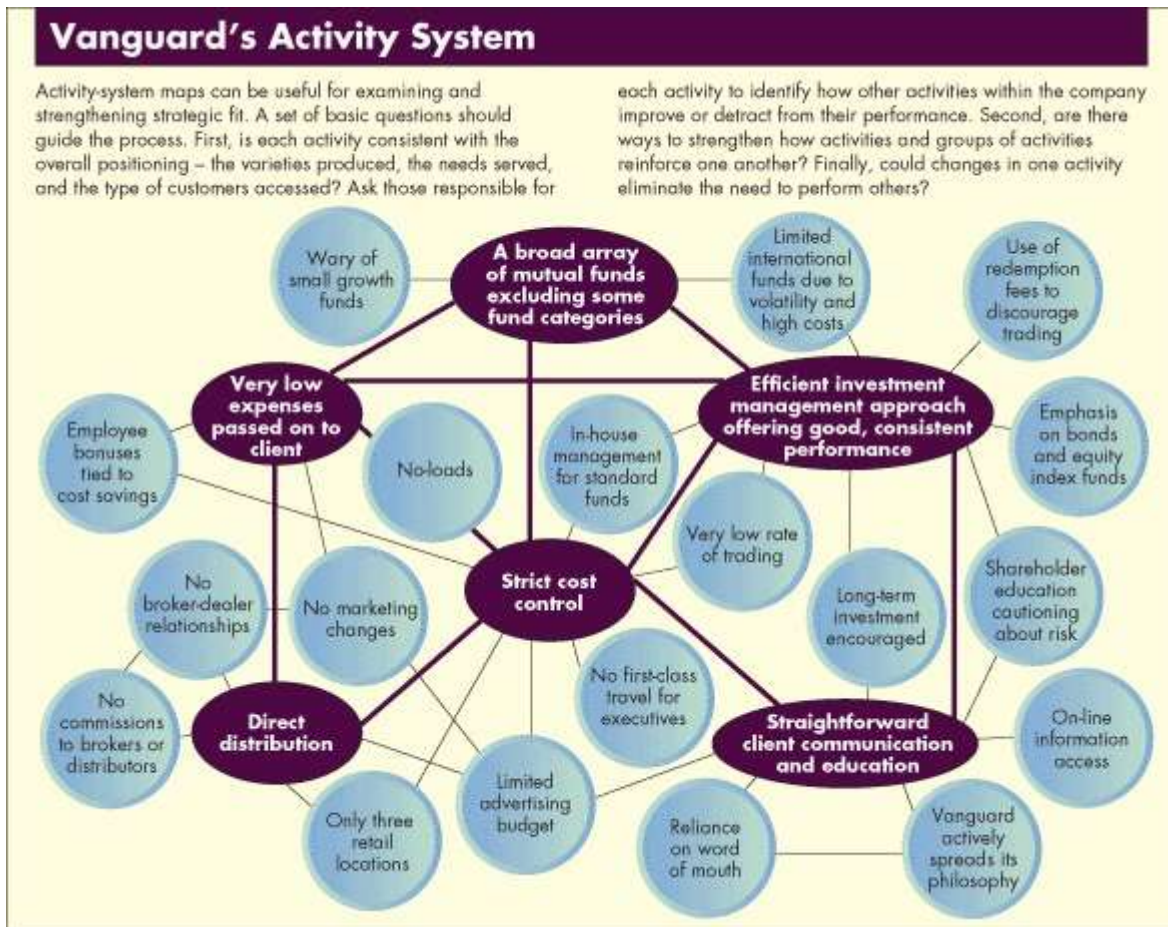 Vanguard's Activity System
Activity-system maps can be useful for examining and
strengthening strategic fit. A set of basic questions should
guide the process. First, is each activity consistent with the
overall positioning – the varieties produced, the needs served,
and the type of customers accessed? Ask those responsible for
each activity to identify how other activities within the company
improve or detract from their performance. Second, are there
ways to strengthen how activities and groups of activities
reinforce one another? Finally, could changes in one activity
eliminate the need to perform others?
Wary of
small growth
funds
A broad array
of mutual funds
excluding some
fund categories
Limited
international
funds due to
volatility and
high costs
Use of
redemption
fees to
discourage
trading
Very low
expenses
passed on to
client
Efficient investment
management approach
offering good, consistent
performance
Employee
bonuses
tied to
cost savings
No-loads
In-house
management
for standard
funds
Emphasis
on bonds
and equity
index funds
Very low rate
of trading
Strict cost
control
No
broker-dealer
relationships
No marketing
changes
Long-term
investment
encouraged
Shareholder
education
cautioning
about risk
No
commissions
to brokers or
distributors
Direct
distribution
No first-class
travel for
executives
Straightforward
client communication
and education
On-line
information
access
Only three
retail
locations
Limited
advertising
budget
Reliance
on word
of mouth
Vanguard
actively
spreads its
philosophy